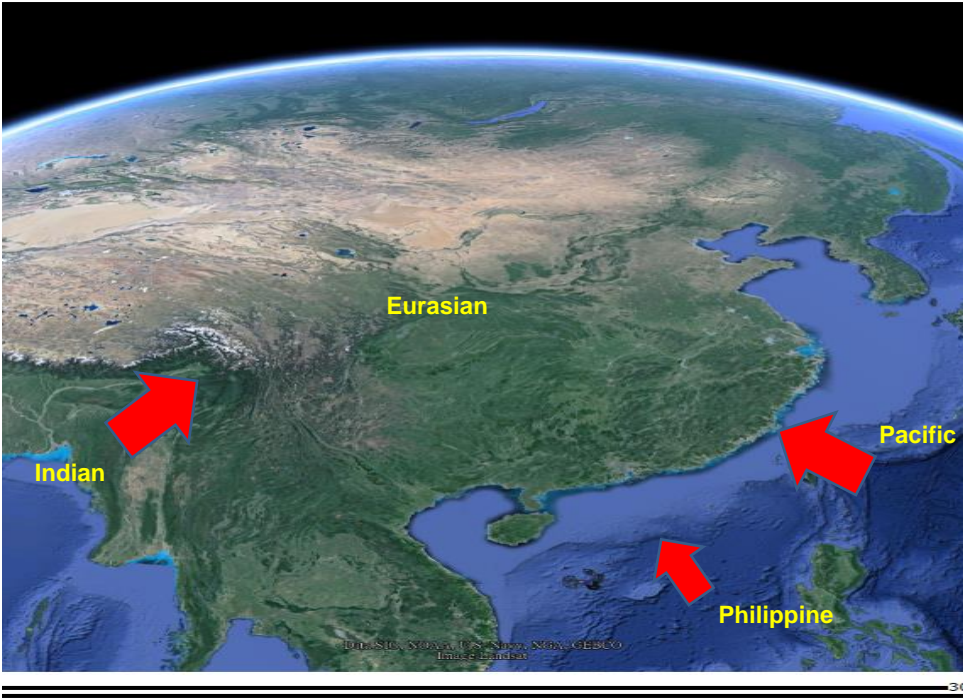 Eurasian
Pacific
Indian
Philippine
Data SIO, NOAA, U.S. Navy, NGA, GEBCO
Image Landsat